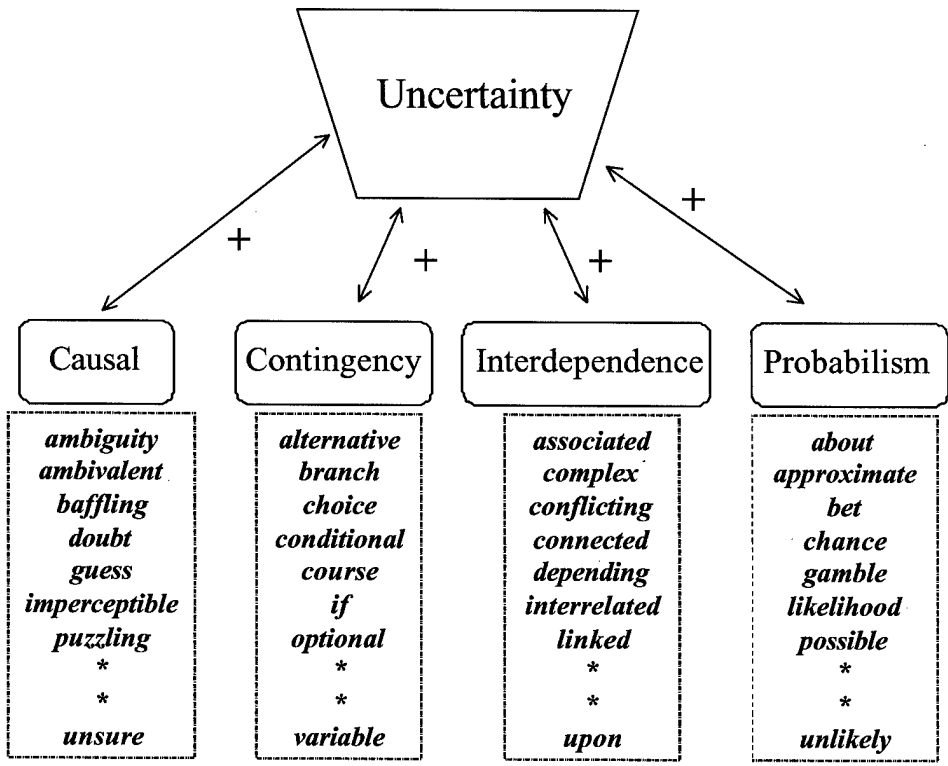 Uncertainty
+
+
+
+
Causal
Contingency
Interdependence
Probabilism
ambiguity
ambivalent
baffling
doubt
guess
imperceptible
puzzling
*
*
unsure
alternative
branch
choice
conditional
course
if
optional
*
*
variable
associated
complex
conflicting
connected
depending
interrelated
linked
*
*
upon
about
approximate
bet
chance
gamble
likelihood
possible
*
*
unlikely